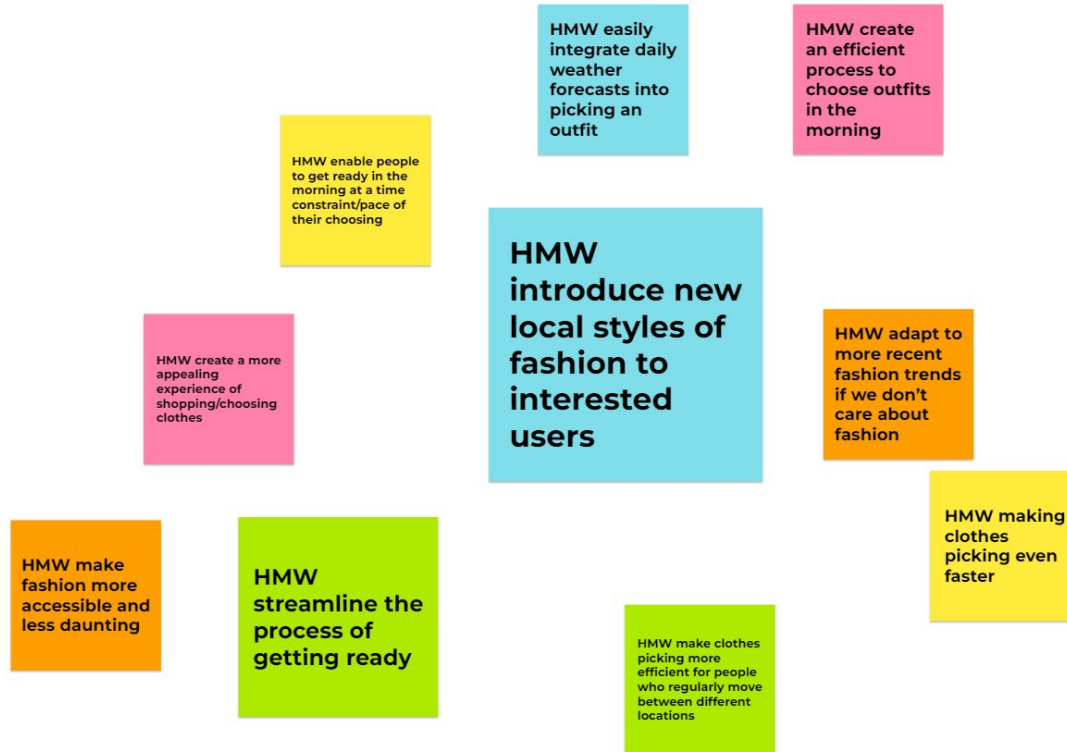 HMW easily
integrate daily
weather
forecasts into
picking an
outfit
HMW create
an efficient
process to
choose outfits
in the
morning
HMW enable people
to get ready in the
morning at a time
constraint/pace of
their choosing
HMW
introduce new
local styles of
fashion to
interested
users
HMW create a more
appealing
experience of
shopping/choosing
clothes
HMW adapt to
more recent
fashion trends
if we don’t
care about
fashion
HMW making
clothes
picking even
faster
HMW make
fashion more
accessible and
less daunting
HMW
streamline the
process of
getting ready
HMW make clothes
picking more
efficient for people
who regularly move
between different
locations